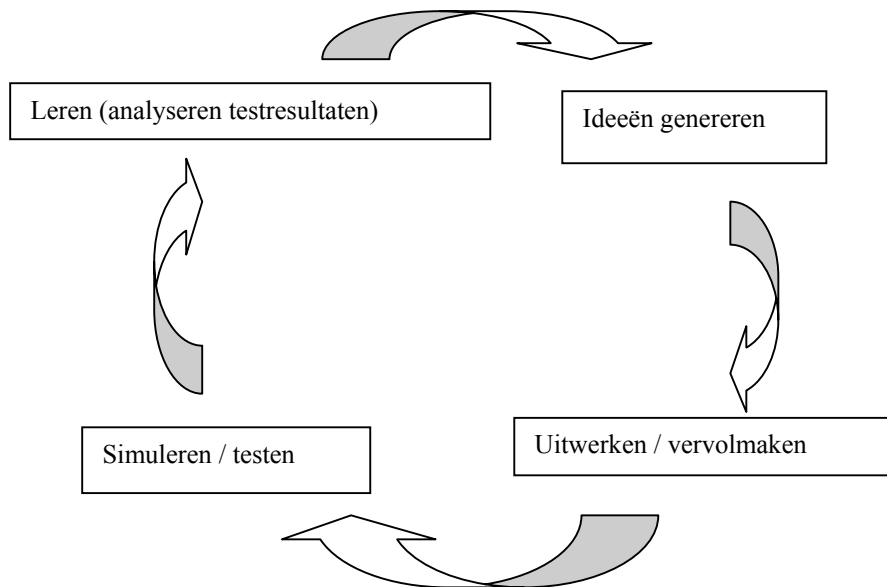 Leren (analyseren testresultaten)
Ideeën genereren
Simuleren / testen
Uitwerken / vervolmaken